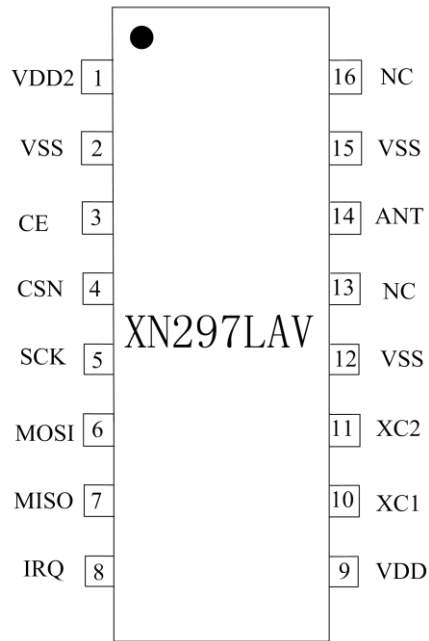 VDD2 1 16 NC
VSS 2 15 VSS
CE 3 14 ANT
CSN 4 13 NC
XN297LAV
SCK 5 12 VSS
MOSI 6 11 XC2
MISO 7 10 XC1
IRQ 8 9 VDD